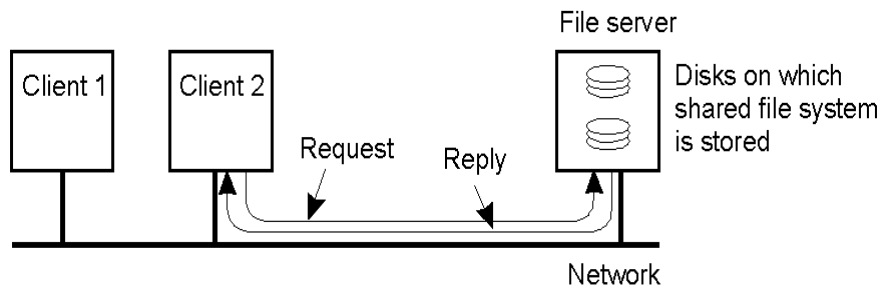 File server
Client 1
Client 2
Disks on which
shared file system
is stored
Request
Reply
Network